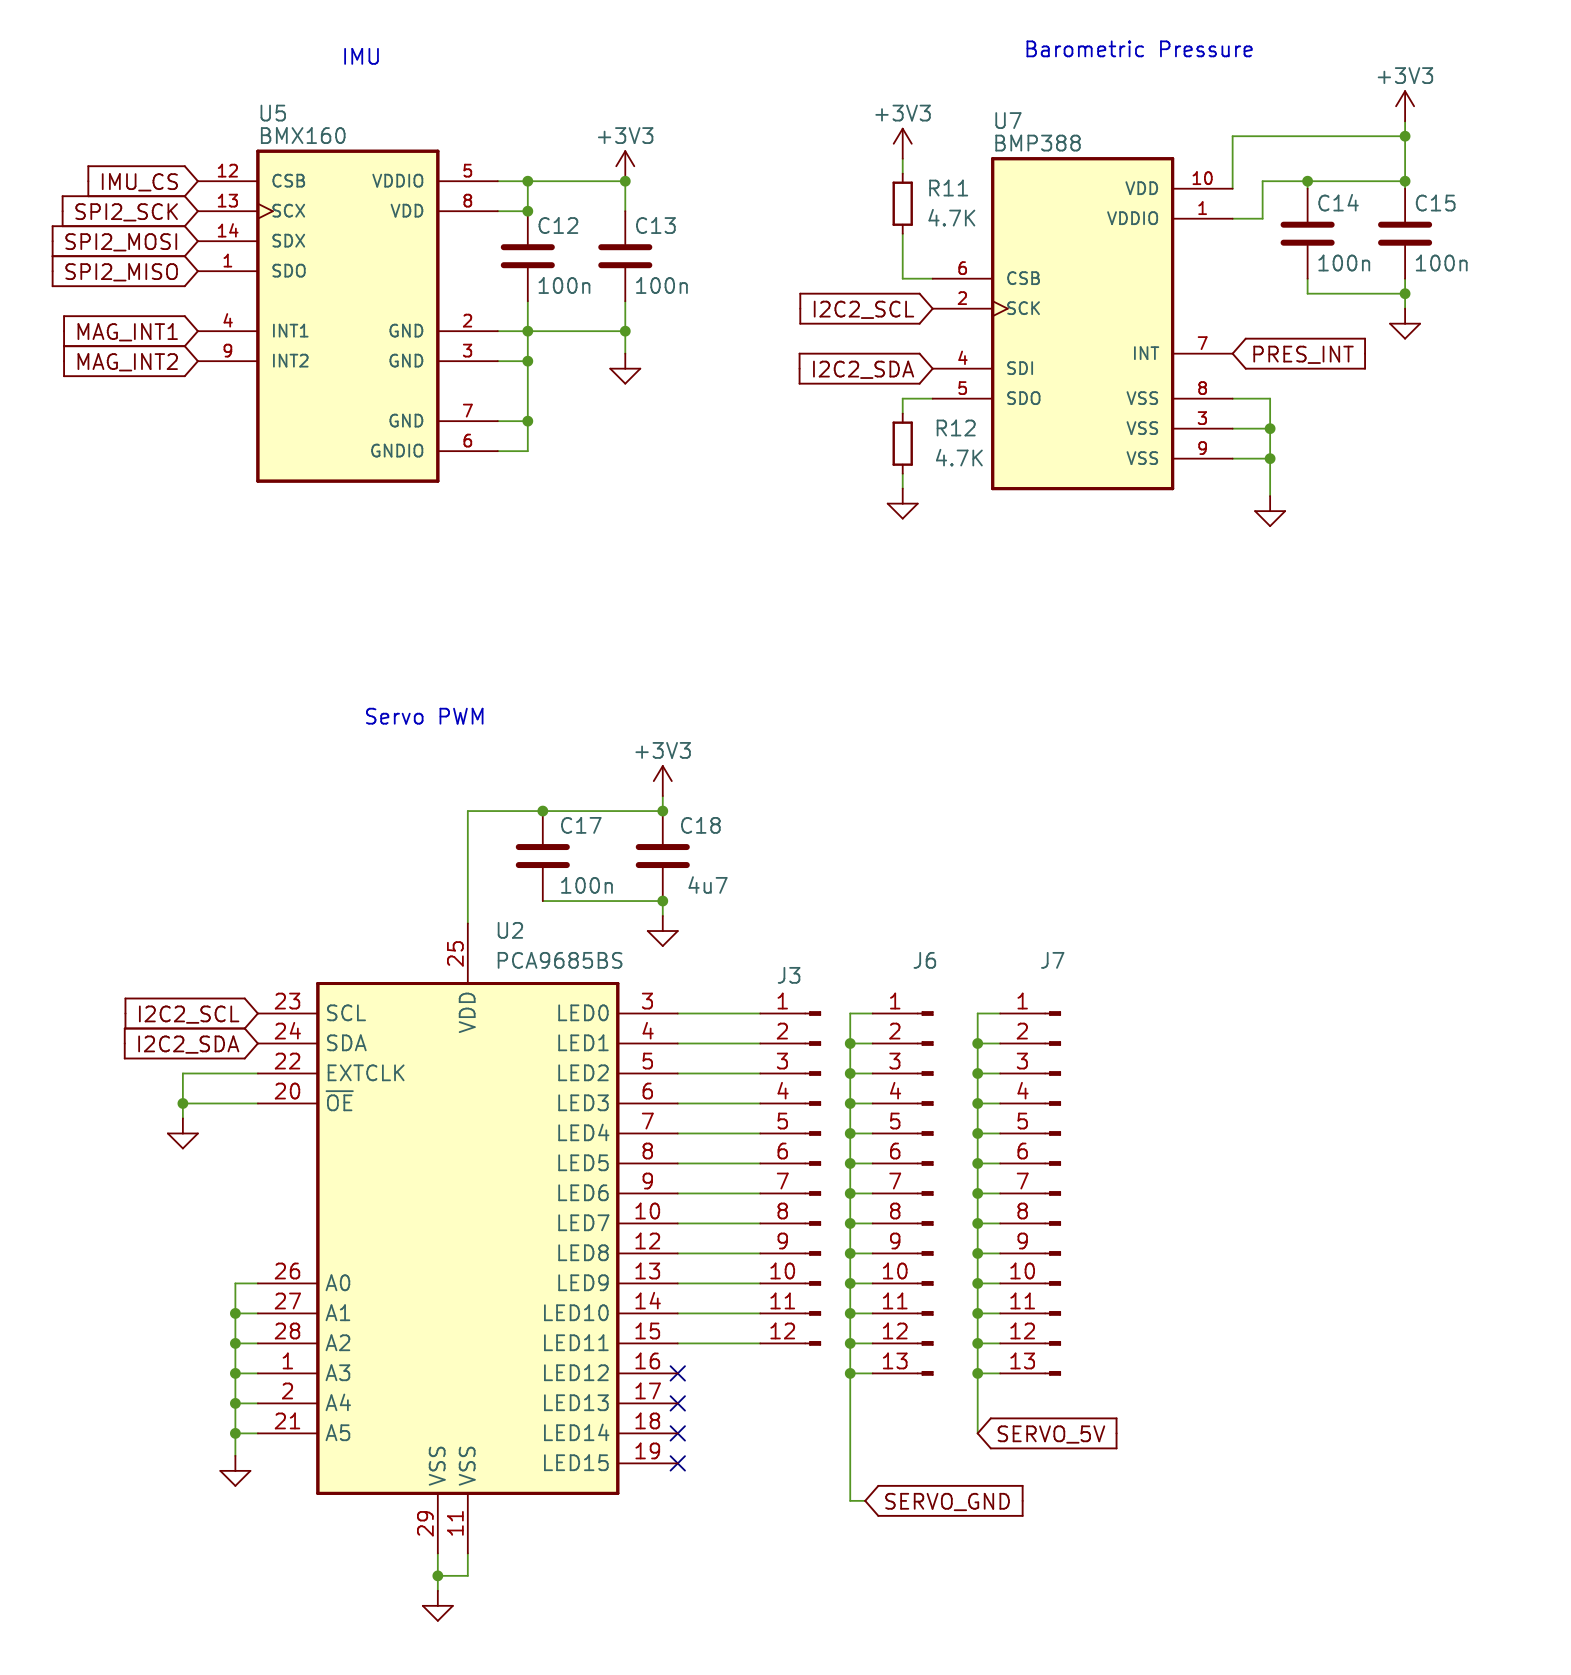 IMU
U5
BMX160
+3V3
IMU_CS 12 CSB VDDIO 5
SPI2_SCK 13 SCX VDD 8
SPI2_MOSI 14 SDX
SPI2_MISO 1 SDO
C12 C13
100n 100n
MAG_INT1 4 INT1 GND 2
MAG_INT2 9 INT2 GND 3
GND 7
GNDIO 6
Barometric Pressure
+3V3
+3V3
U7
BMP388
R11
4.7K
VDD 10
VDDIO 1
C14 C15
100n 100n
6 CSB
I2C2_SCL 2 SCK
INT 7 PRES_INT
I2C2_SDA 4 SDI
5 SDO VSS 8
R12
4.7K
VSS 3
VSS 9
Servo PWM
+3V3
C17 C18
100n 4u7
U2
PCA9685BS
25
VDD
J3 J6 J7
I2C2_SCL 23 SCL LED0 3 1 1 1
I2C2_SDA 24 SDA LED1 4 2 2 2
22 EXTCLK LED2 5 3 3 3
20 OE LED3 6 4 4 4
LED4 7 5 5 5
LED5 8 6 6 6
LED6 9 7 7 7
LED7 10 8 8 8
LED8 12 9 9 9
26 A0 LED9 13 10 10 10
27 A1 LED10 14 11 11 11
28 A2 LED11 15 12 12 12
1 A3 LED12 16 13 13
2 A4 LED13 17
21 A5 LED14 18
SERVO_5V
LED15 19
VSS VSS
SERVO_GND
29 11